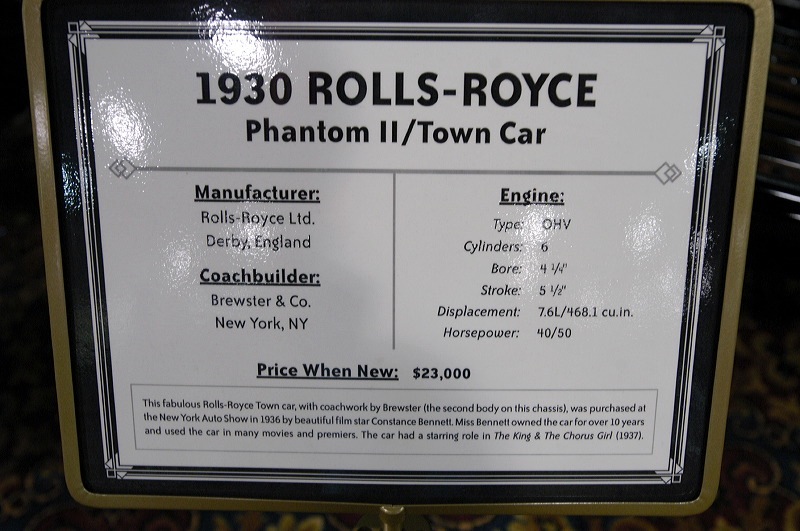 1930 ROLLS-ROYCE
Phantom II/Town Car
Manufacturer:
Rolls-Royce Ltd.
Derby, England
Coachbuilder:
Brewster & Co.
New York, NY
Engine:
Type: OHV
Cylinders: 6
Bore: 4 1/4"
Stroke: 5 1/2"
Displacement: 7.6L/468.1 cu.in.
Horsepower: 40/50
Price When New: $23,000
This fabulous Rolls-Royce Town car, with coachwork by Brewster (the second body on this chassis), was purchased at
the New York Auto Show in 1936 by beautiful film star Constance Bennett. Miss Bennett owned the car for over 10 years
and used the car in many movies and premiers. The car had a starring role in The King & The Chorus Girl (1937).